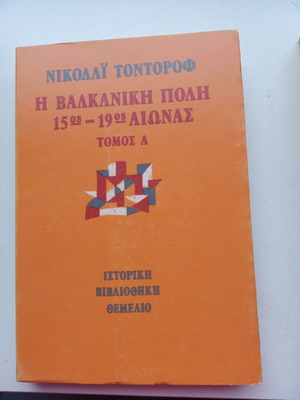 ΝΙΚΟΛΑΪ ΤΟΝΤΟΡΟΦ
Η ΒΑΛΚΑΝΙΚΗ ΠΟΛΗ
15ος – 19ος ΑΙΩΝΑΣ
ΤΟΜΟΣ Α
ΙΣΤΟΡΙΚΗ
ΒΙΒΛΙΟΘΗΚΗ
ΘΕΜΕΛΙΟ